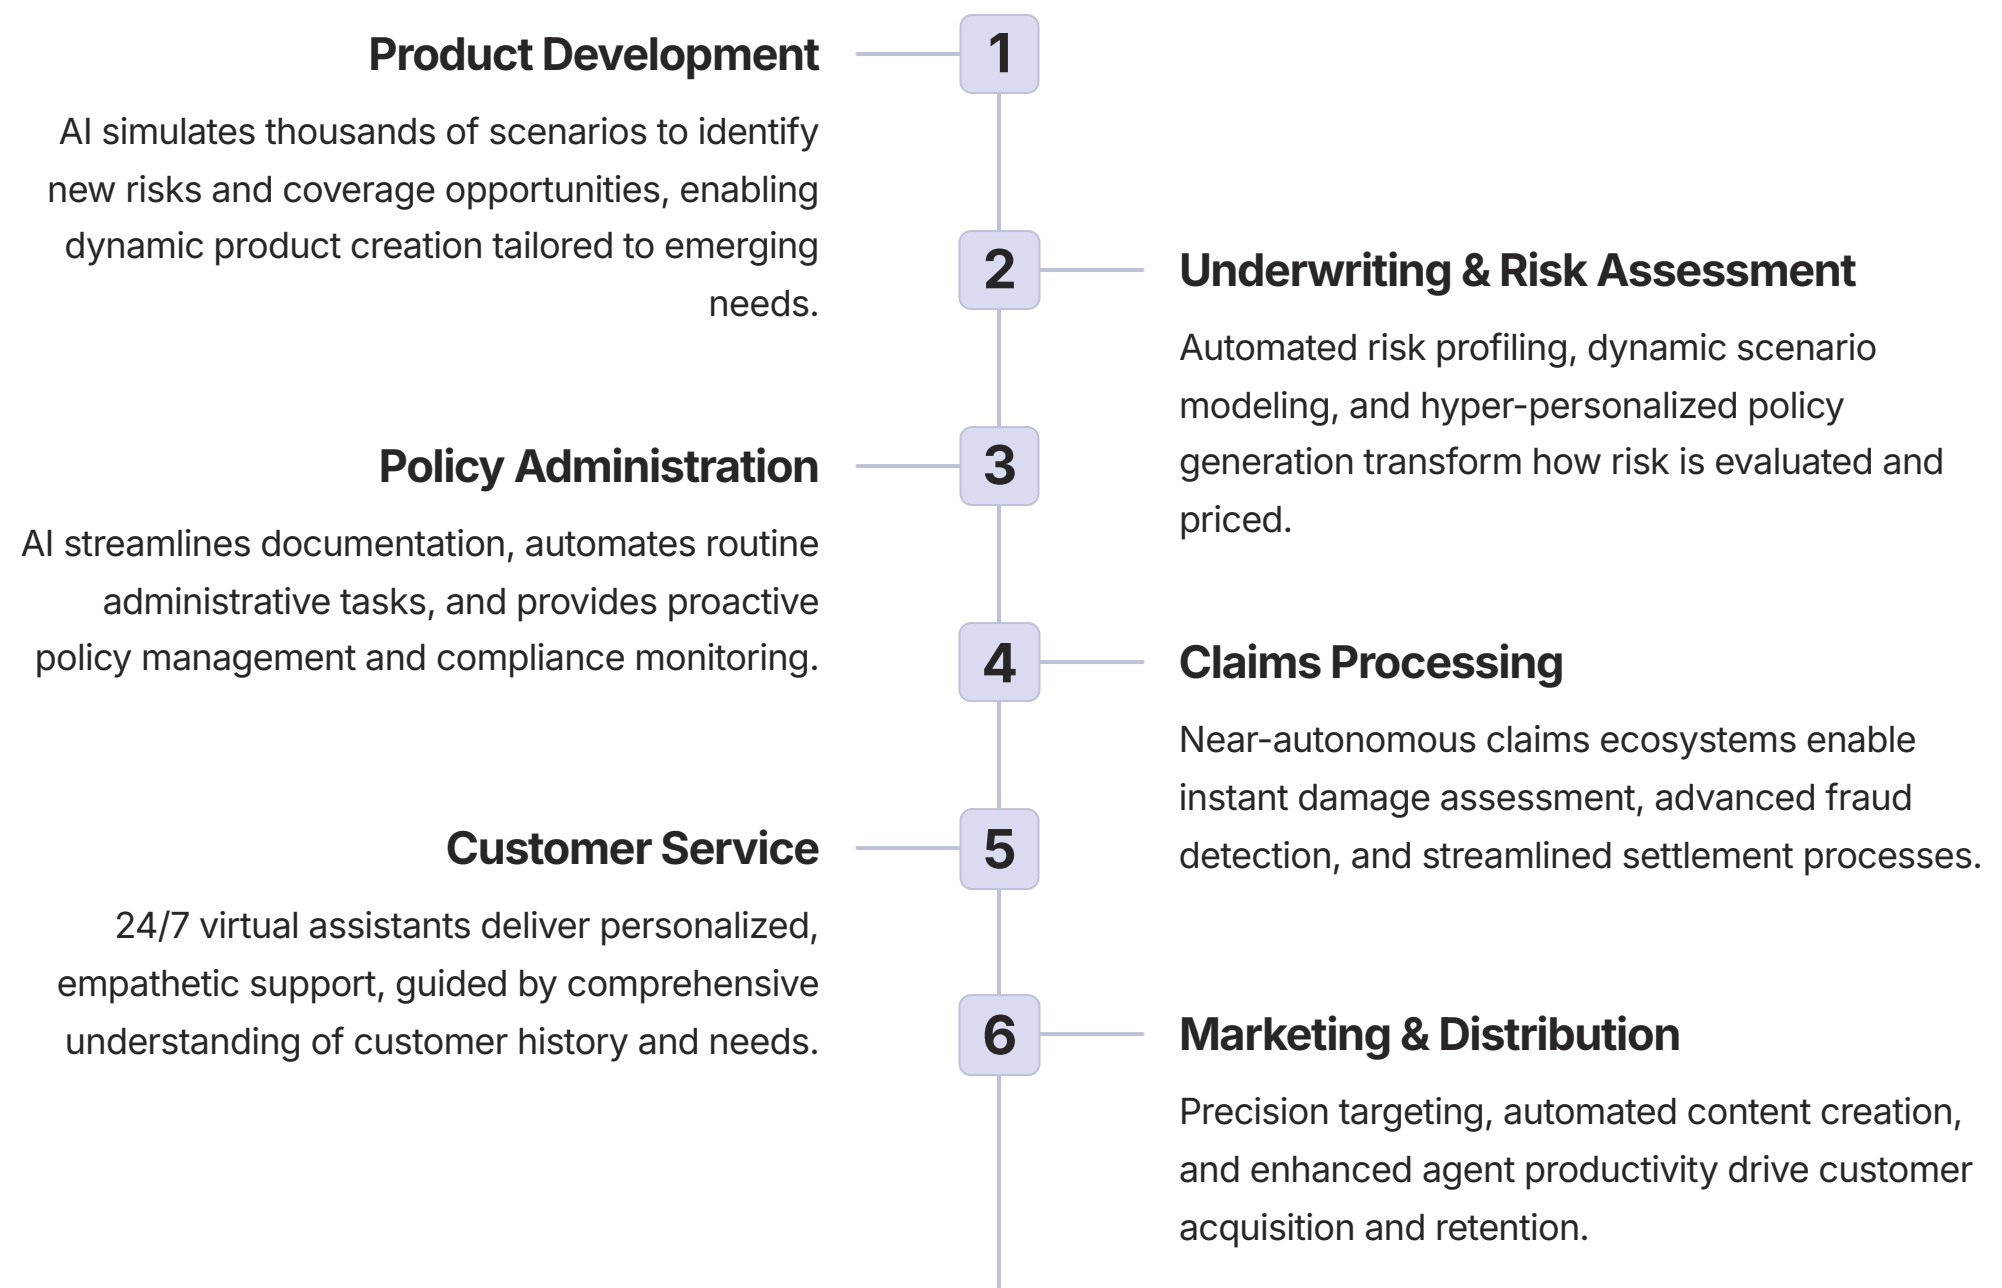 1
Product Development
AI simulates thousands of scenarios to identify
new risks and coverage opportunities, enabling
dynamic product creation tailored to emerging
needs.
2
Underwriting & Risk Assessment
Automated risk profiling, dynamic scenario
modeling, and hyper-personalized policy
generation transform how risk is evaluated and
priced.
3
Policy Administration
AI streamlines documentation, automates routine
administrative tasks, and provides proactive
policy management and compliance monitoring.
4
Claims Processing
Near-autonomous claims ecosystems enable
instant damage assessment, advanced fraud
detection, and streamlined settlement processes.
5
Customer Service
24/7 virtual assistants deliver personalized,
empathetic support, guided by comprehensive
understanding of customer history and needs.
6
Marketing & Distribution
Precision targeting, automated content creation,
and enhanced agent productivity drive customer
acquisition and retention.